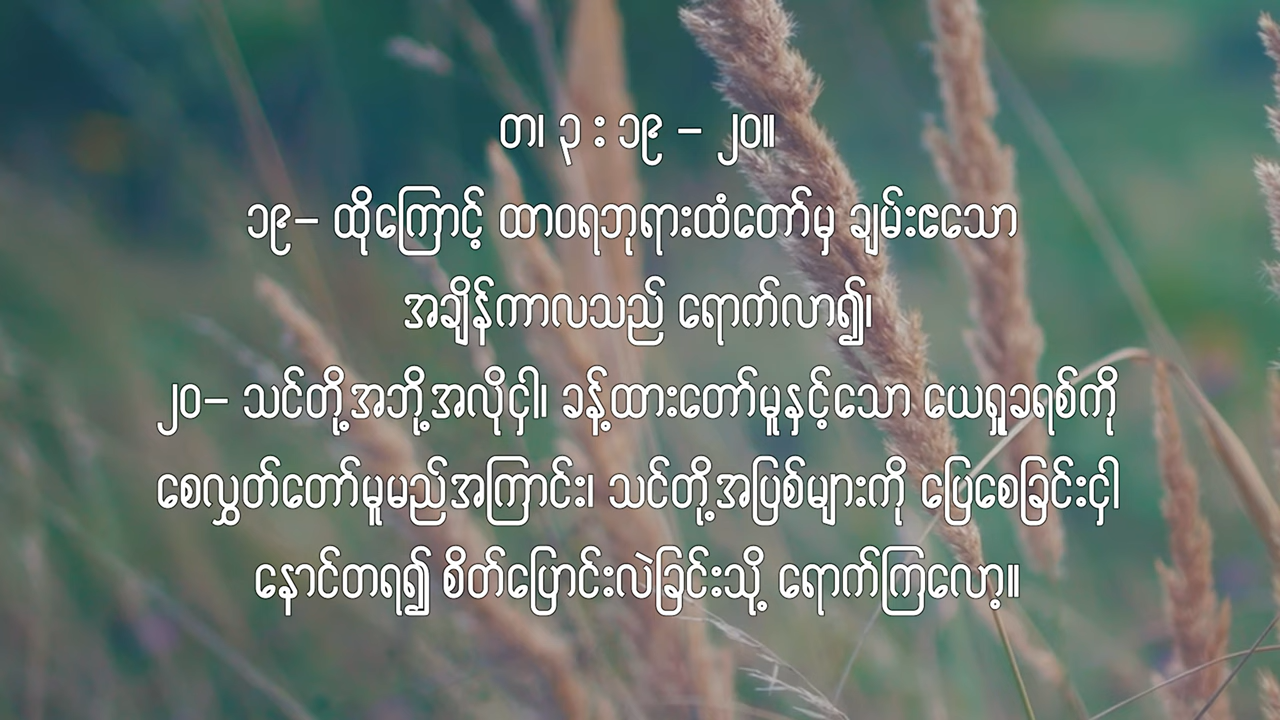 တ၊ ၃ : ၁၉ – ၂၀။
၁၉– ထိုကြောင့် ထာဝရဘုရားထံတော်မှ ချမ်းဧသော
အချိန်ကာလသည် ရောက်လာ၍၊
၂၀– သင်တို့အဘို့အလိုငှါ၊ ခန့်ထားတော်မူနှင့်သော ယေရှုခရစ်ကို
စေလွှတ်တော်မူမည်အကြာင်း၊ သင်တို့အပြစ်များကို ပြေစေခြင်းငှါ
နောင်တရ၍ စိတ်ပြောင်းလဲခြင်းသို့ ရောက်ကြလော့။